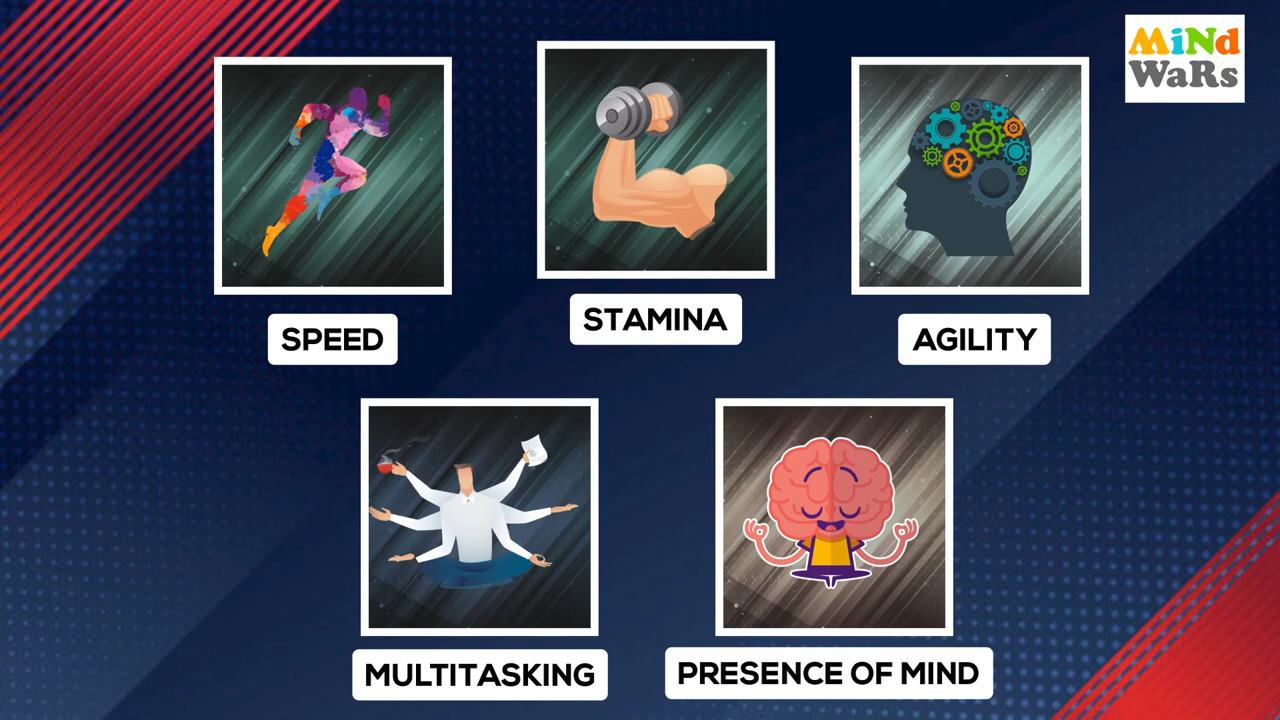 MiNd
WaRs
SPEED
STAMINA
AGILITY
MULTITASKING
PRESENCE OF MIND